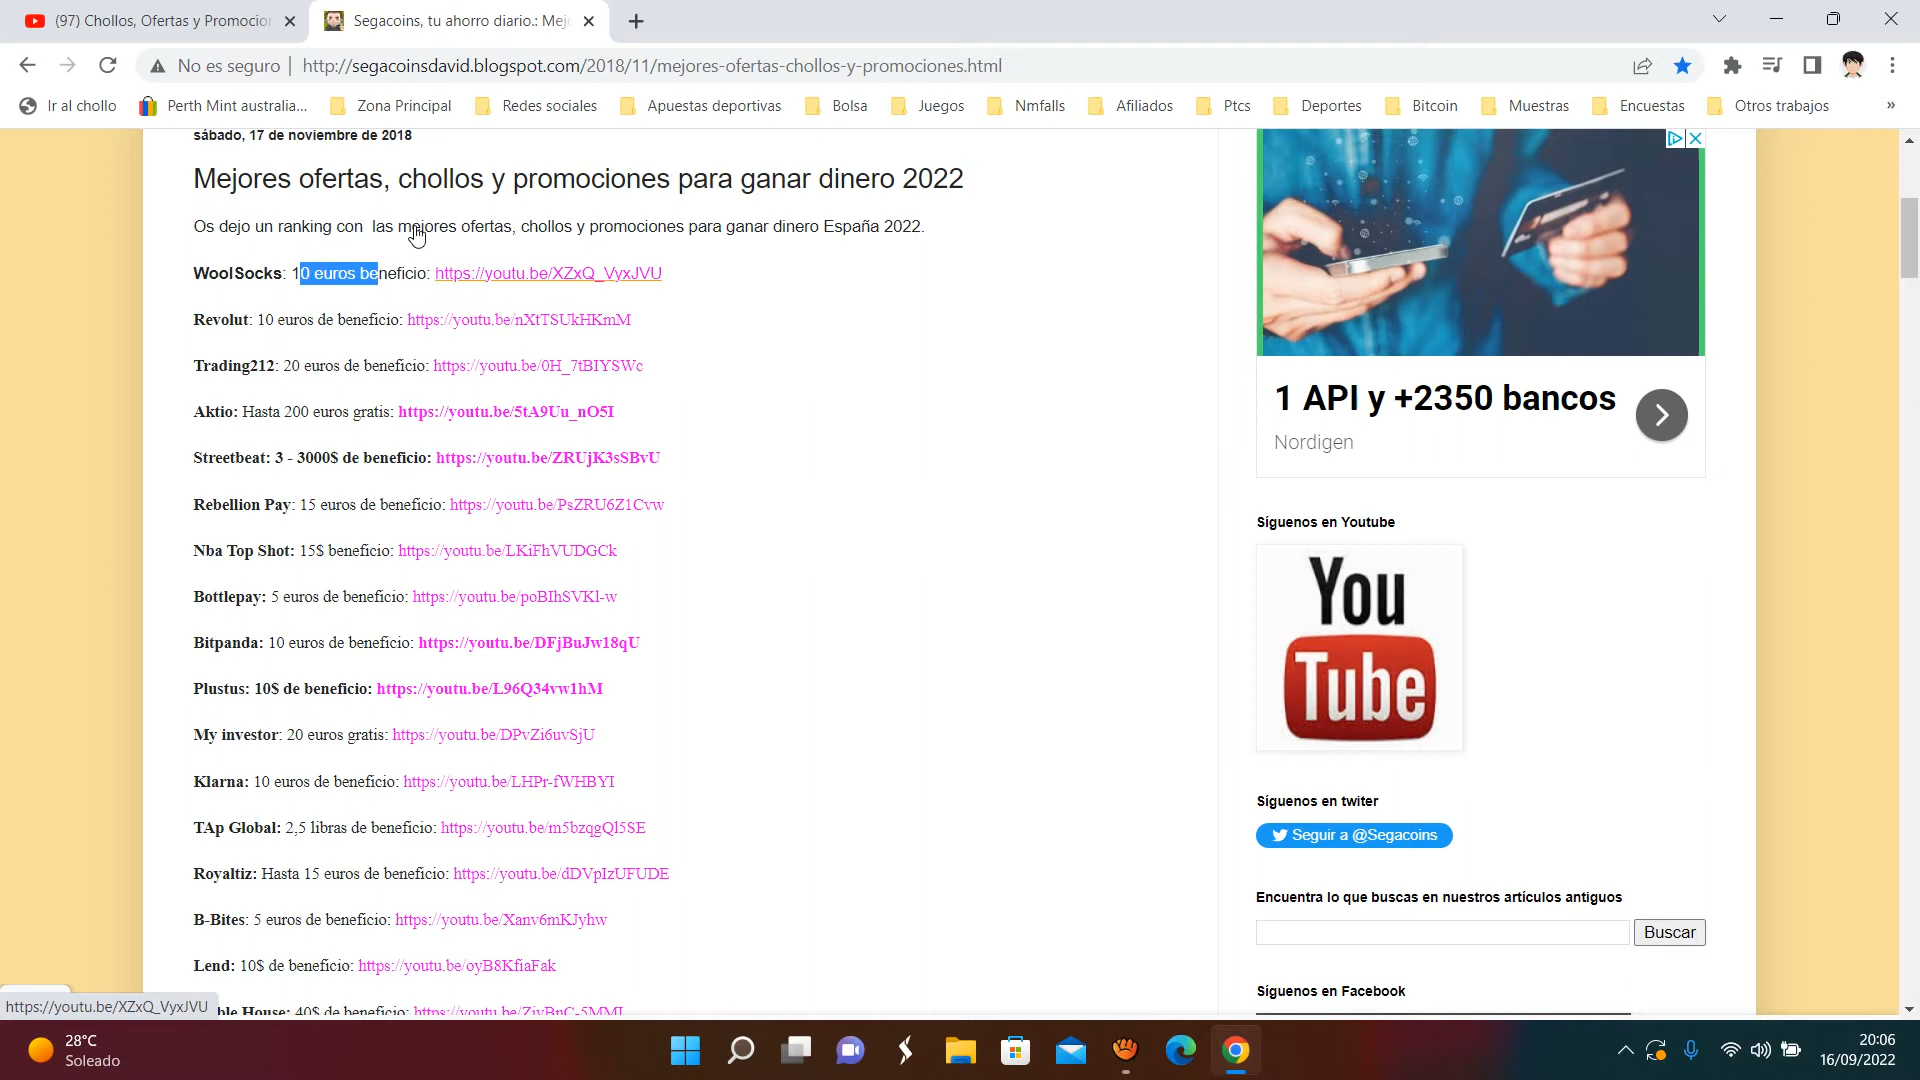 (97) Chollos, Ofertas y Promocion
Segacoins, tu ahorro diario.: Mejo
No es seguro | http://segacoinsdavid.blogspot.com/2018/11/mejores-ofertas-chollos-y-promociones.html
Ir al chollo
Perth Mint australia...
Zona Principal
Redes sociales
Apuestas deportivas
Bolsa
Juegos
Nmfalls
Afiliados
Ptcs
Deportes
Bitcoin
Muestras
Encuestas
Otros trabajos
»
sábado, 17 de noviembre de 2018
Mejores ofertas, chollos y promociones para ganar dinero 2022
Os dejo un ranking con las mejores ofertas, chollos y promociones para ganar dinero España 2022.
WoolSocks: 10 euros beneficio: https://youtu.be/XZxQ_VyxJVU
Revolut: 10 euros de beneficio: https://youtu.be/nXtTSUkHKmM
Trading212: 20 euros de beneficio: https://youtu.be/0H_7tBIYSWc
Aktio: Hasta 200 euros gratis: https://youtu.be/5tA9Uu_nO5I
Streetbeat: 3 - 3000$ de beneficio: https://youtu.be/ZRUjK3sSBvU
Rebellion Pay: 15 euros de beneficio: https://youtu.be/PsZRU6Z1Cvw
Nba Top Shot: 15$ beneficio: https://youtu.be/LKiFhVUDGCk
Bottlepay: 5 euros de beneficio: https://youtu.be/poBIhSVKl-w
Bitpanda: 10 euros de beneficio: https://youtu.be/DFjBuJw18qU
Plustus: 10$ de beneficio: https://youtu.be/L96Q34vw1hM
My investor: 20 euros gratis: https://youtu.be/DPvZi6uvSjU
Klarna: 10 euros de beneficio: https://youtu.be/LHPr-fWHBYI
TAp Global: 2,5 libras de beneficio: https://youtu.be/m5bzqgQl5SE
Royaltiz: Hasta 15 euros de beneficio: https://youtu.be/dDVpIzUFUDE
B-Bites: 5 euros de beneficio: https://youtu.be/Xanv6mKJyhw
Lend: 10$ de beneficio: https://youtu.be/oyB8KfiaFak
ble House: 40$ de beneficio: https://youtu.be/ZivBnC-5MMI
https://youtu.be/XZxQ_VyxJVU
1 API y +2350 bancos
Nordigen
Síguenos en Youtube
You
Tube
Síguenos en twiter
Seguir a @Segacoins
Encuentra lo que buscas en nuestros artículos antiguos
Buscar
Síguenos en Facebook
28°C
Soleado
20:06
16/09/2022